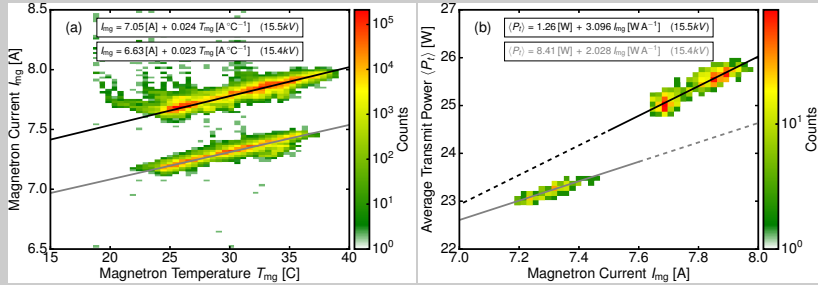 (a)
I_mg = 7.05[A] + 0.024 T_mg [A°C⁻¹] (15.5kV)
I_mg = 6.63[A] + 0.023 T_mg [A°C⁻¹] (15.4kV)
Magnetron Current I_mg [A]
8.5
8.0
7.5
7.0
6.5
15
20
25
30
35
40
Magnetron Temperature T_mg [C]
10⁵
10⁴
10³
10²
10¹
10⁰
Counts
(b)
⟨P_t⟩ = 1.26 [W] + 3.096 I_mg [W A⁻¹] (15.5kV)
⟨P_t⟩ = 8.41 [W] + 2.028 I_mg [W A⁻¹] (15.4kV)
Average Transmit Power ⟨P_t⟩ [W]
27
26
25
24
23
22
7.0
7.2
7.4
7.6
7.8
8.0
Magnetron Current I_mg [A]
10¹
10⁰
Counts